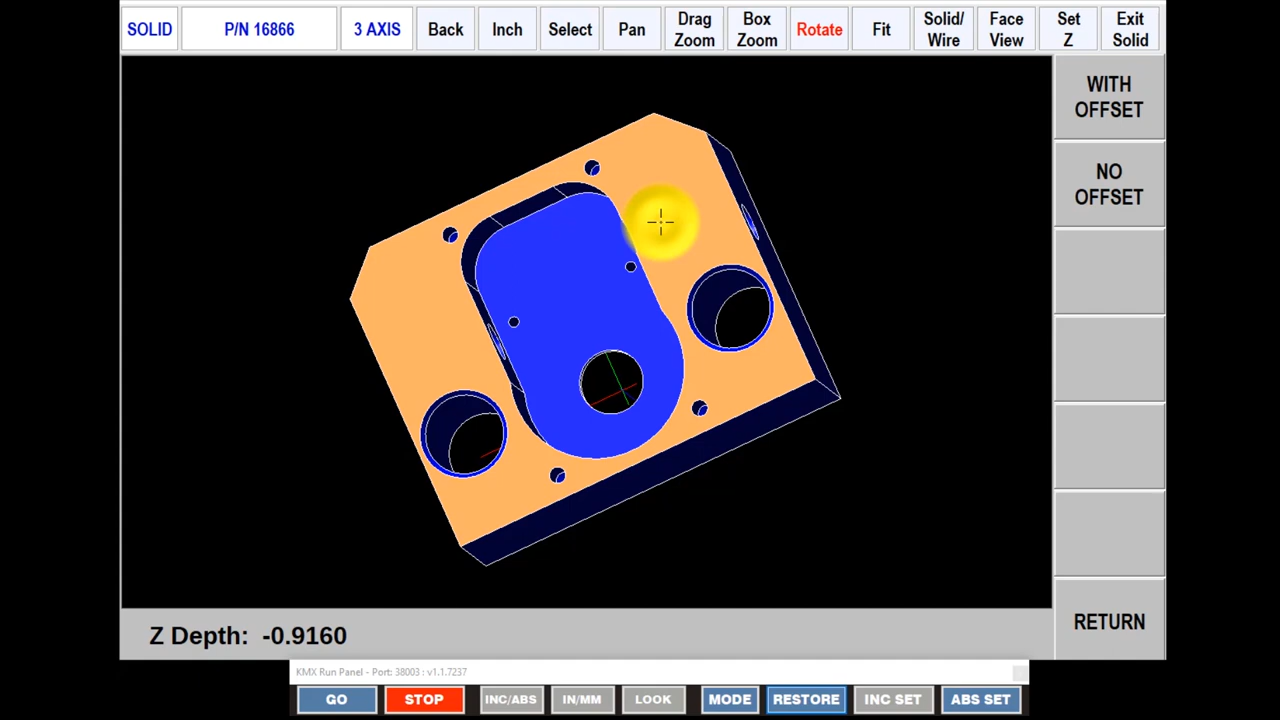 SOLID P/N 16866 3 AXIS Back Inch Select Pan Drag Zoom Box Zoom Rotate Fit Solid/ Wire Face View Set Z Exit Solid
WITH
OFFSET
NO
OFFSET
RETURN
Z Depth: -0.9160
KMX Run Panel - Port: 38003 : v1.1.7237
GO STOP INC/ABS IN/MM LOOK MODE RESTORE INC SET ABS SET